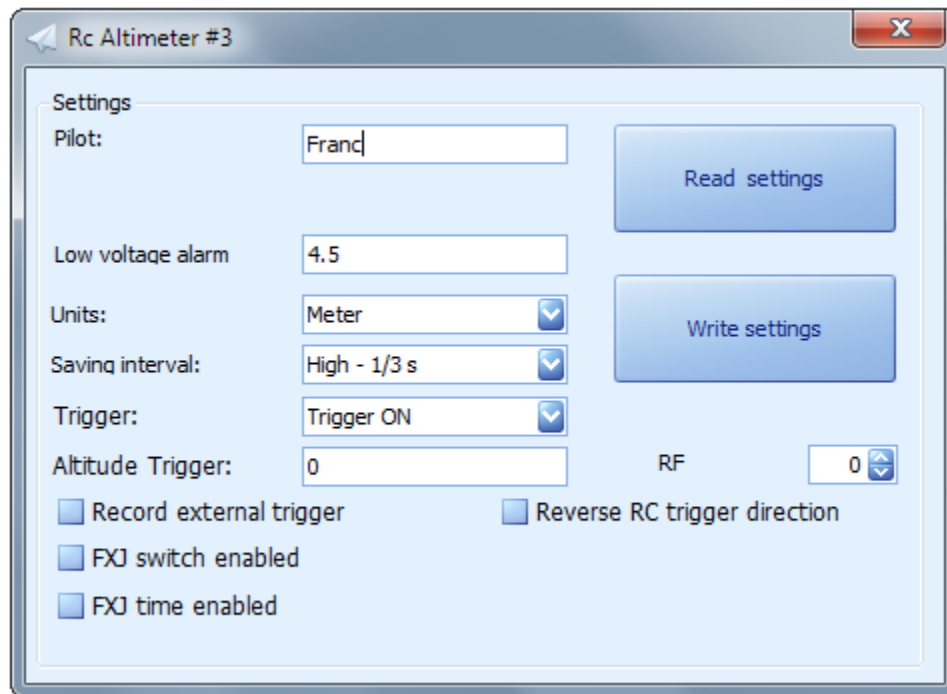 Rc Altimeter #3
Settings
Pilot:
Franc
Read settings
Low voltage alarm
4.5
Units:
Meter
Write settings
Saving interval:
High - 1/3 s
Trigger:
Trigger ON
Altitude Trigger:
0
RF
0
Record external trigger
Reverse RC trigger direction
FXJ switch enabled
FXJ time enabled